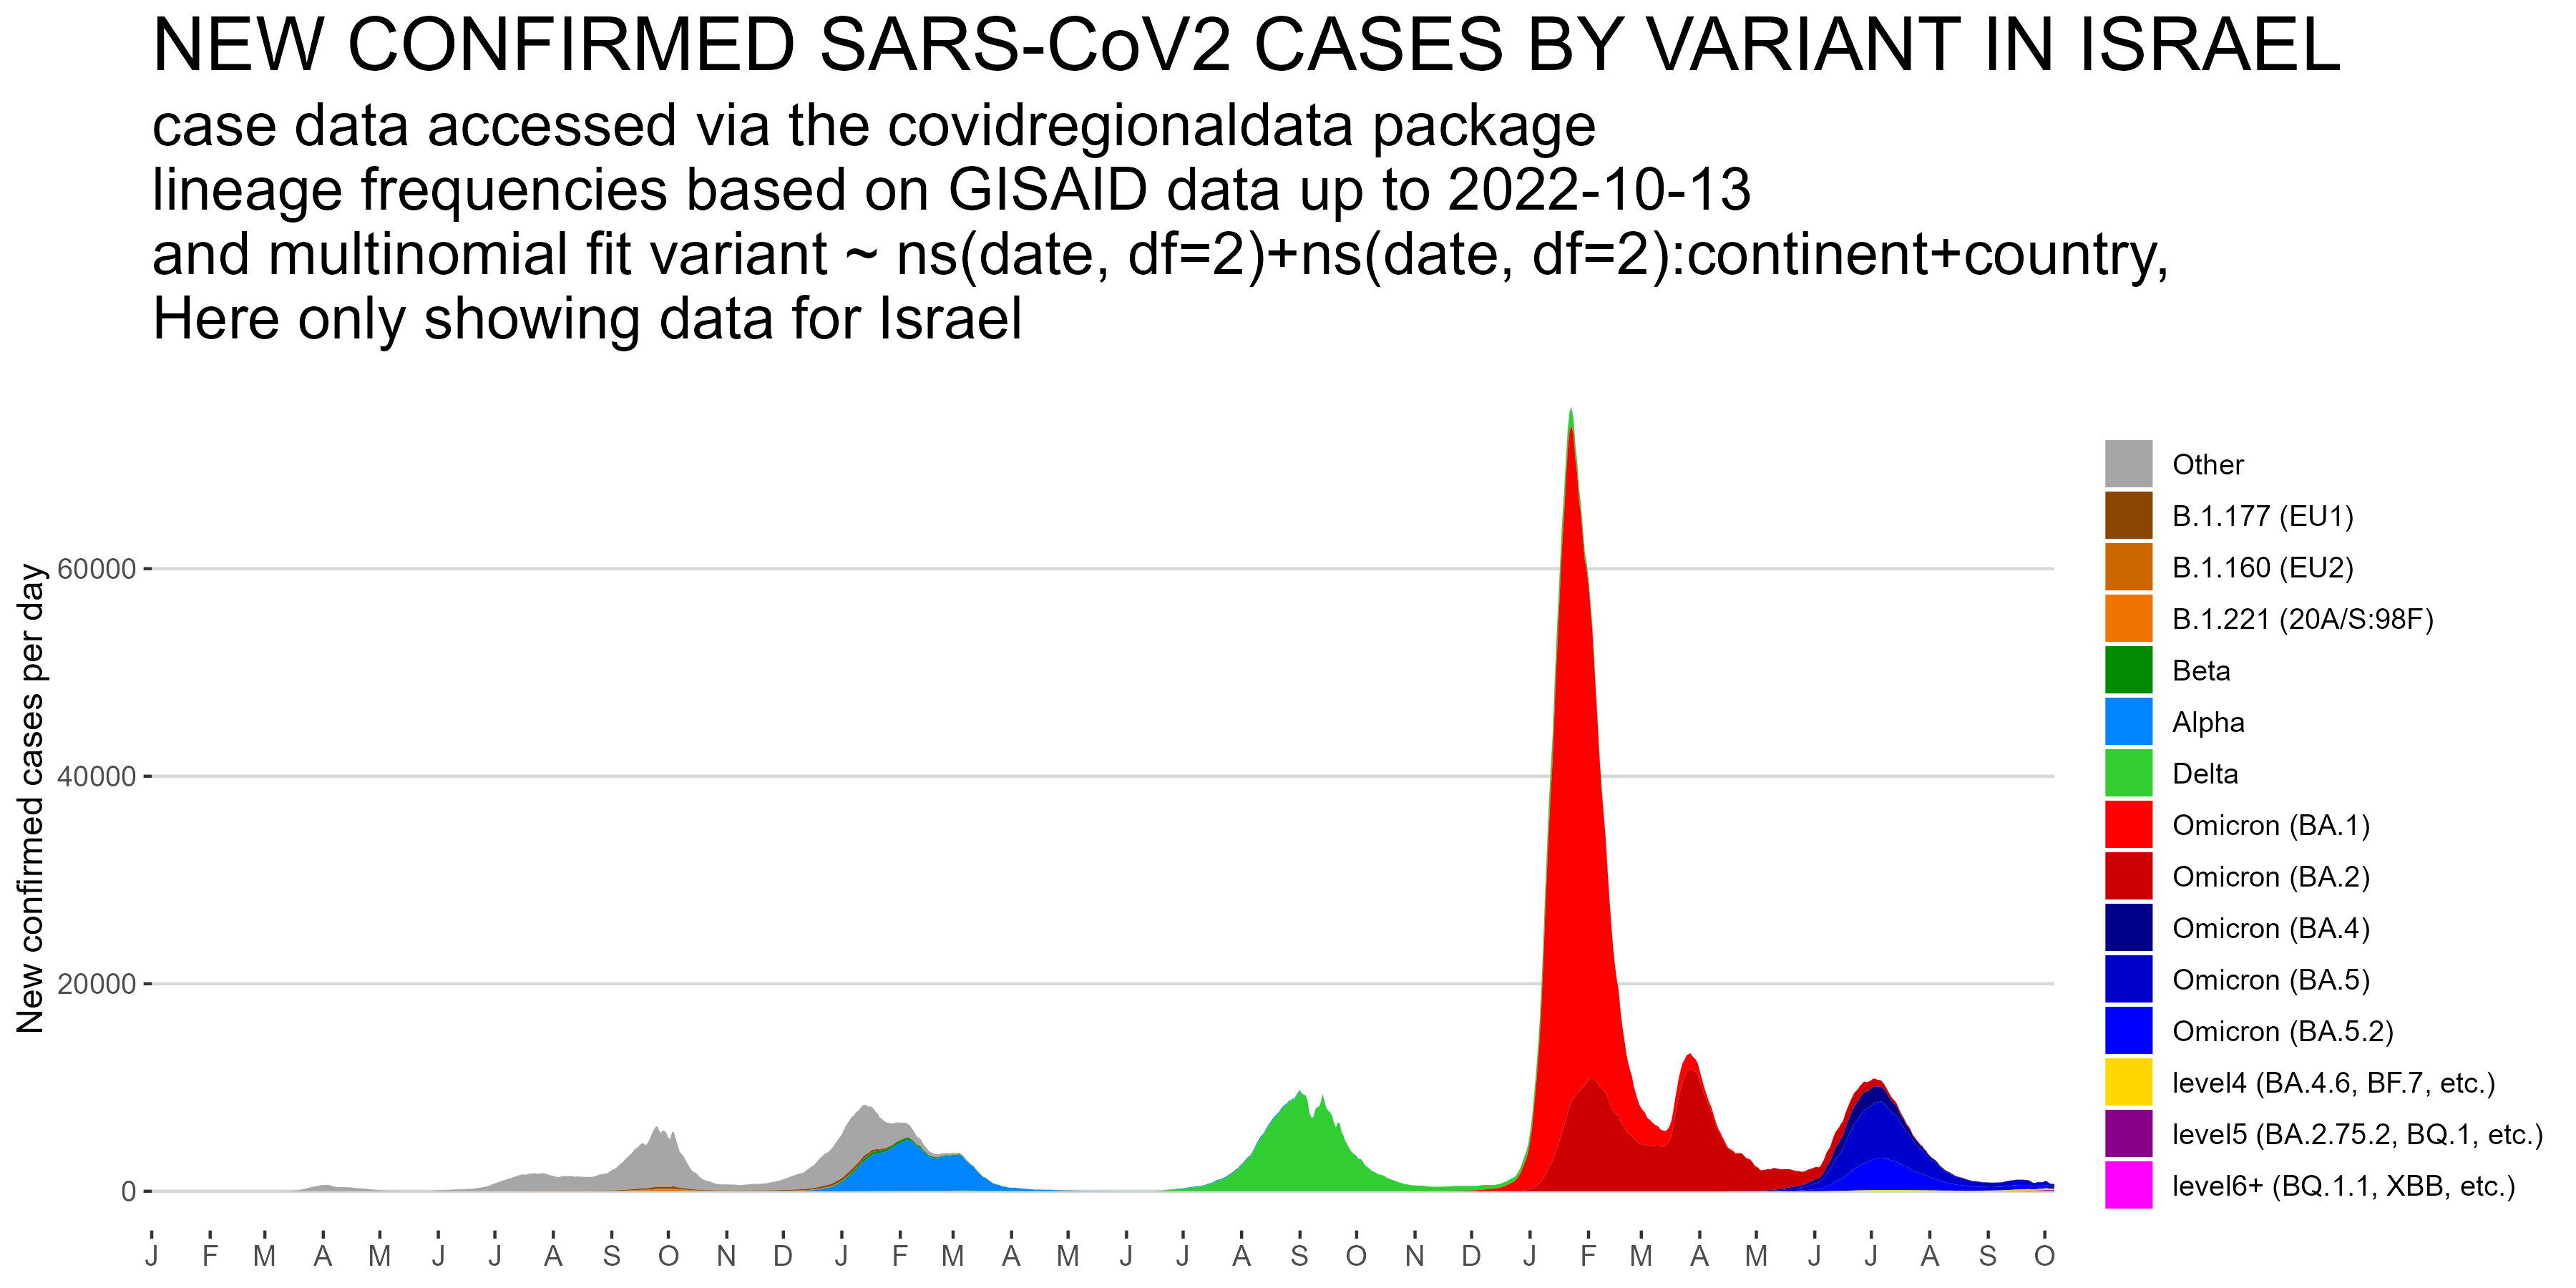 NEW CONFIRMED SARS-CoV2 CASES BY VARIANT IN ISRAEL
case data accessed via the covidregionaldata package
lineage frequencies based on GISAID data up to 2022-10-13
and multinomial fit variant ~ ns(date, df=2)+ns(date, df=2):continent+country,
Here only showing data for Israel
New confirmed cases per day
60000
40000
20000
0
J F M A M J J A S O N D J F M A M J J A S O N D J F M A M J J A S O
Other
B.1.177 (EU1)
B.1.160 (EU2)
B.1.221 (20A/S:98F)
Beta
Alpha
Delta
Omicron (BA.1)
Omicron (BA.2)
Omicron (BA.4)
Omicron (BA.5)
Omicron (BA.5.2)
level4 (BA.4.6, BF.7, etc.)
level5 (BA.2.75.2, BQ.1, etc.)
level6+ (BQ.1.1, XBB, etc.)